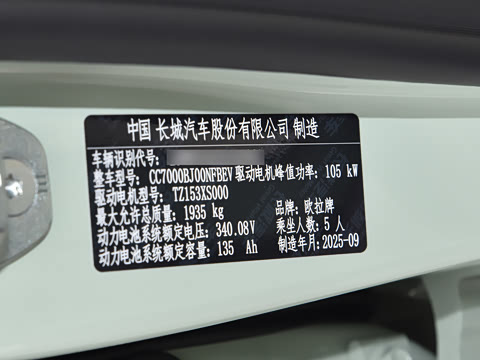 中国 长城汽车股份有限公司 制造
车辆识别代号:
整车型号: CC7000BJ00NFBEV 驱动电机峰值功率: 105 kW
驱动电机型号: TZ153XS000
最大允许总质量: 1935 kg 品牌: 欧拉牌
动力电池系统额定电压: 340.08V 乘坐人数: 5 人
动力电池系统额定容量: 135 Ah 制造年月: 2025-09